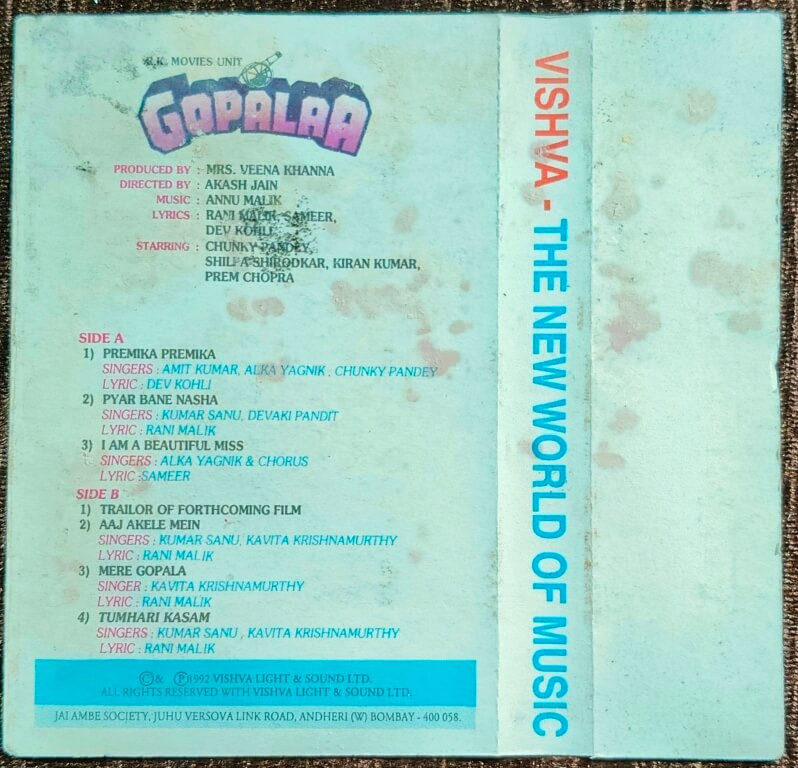 B.K. MOVIES UNIT
GOPALAA
PRODUCED BY : MRS. VEENA KHANNA
DIRECTED BY : AKASH JAIN
MUSIC : ANNU MALIK
LYRICS : RANI MALIK, SAMEER,
DEV KOHLI
STARRING : CHUNKY PANDEY,
SHILPA SHIRODKAR, KIRAN KUMAR,
PREM CHOPRA
SIDE A
1) PREMIKA PREMIKA
SINGERS : AMIT KUMAR, ALKA YAGNIK , CHUNKY PANDEY
LYRIC : DEV KOHLI
2) PYAR BANE NASHA
SINGERS : KUMAR SANU, DEVAKI PANDIT
LYRIC : RANI MALIK
3) I AM A BEAUTIFUL MISS
SINGERS : ALKA YAGNIK & CHORUS
LYRIC :SAMEER
SIDE B
1) TRAILOR OF FORTHCOMING FILM
2) AAJ AKELE MEIN
SINGERS : KUMAR SANU, KAVITA KRISHNAMURTHY
LYRIC : RANI MALIK
3) MERE GOPALA
SINGER : KAVITA KRISHNAMURTHY
LYRIC : RANI MALIK
4) TUMHARI KASAM
SINGERS : KUMAR SANU , KAVITA KRISHNAMURTHY
LYRIC : RANI MALIK
©& Ⓟ1992 VISHVA LIGHT & SOUND LTD.
ALL RIGHTS RESERVED WITH VISHVA LIGHT & SOUND LTD.
JAI AMBE SOCIETY, JUHU VERSOVA LINK ROAD, ANDHERI (W) BOMBAY - 400 058.
VISHVA - THE NEW WORLD OF MUSIC